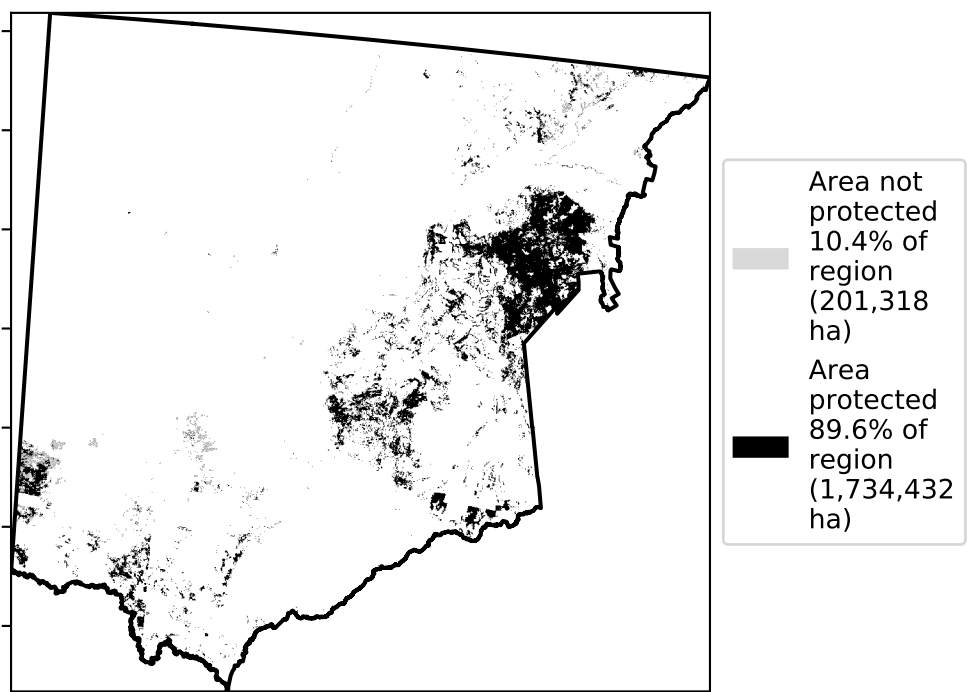 Area not
protected
10.4% of
region
(201,318
ha)
Area
protected
89.6% of
region
(1,734,432
ha)